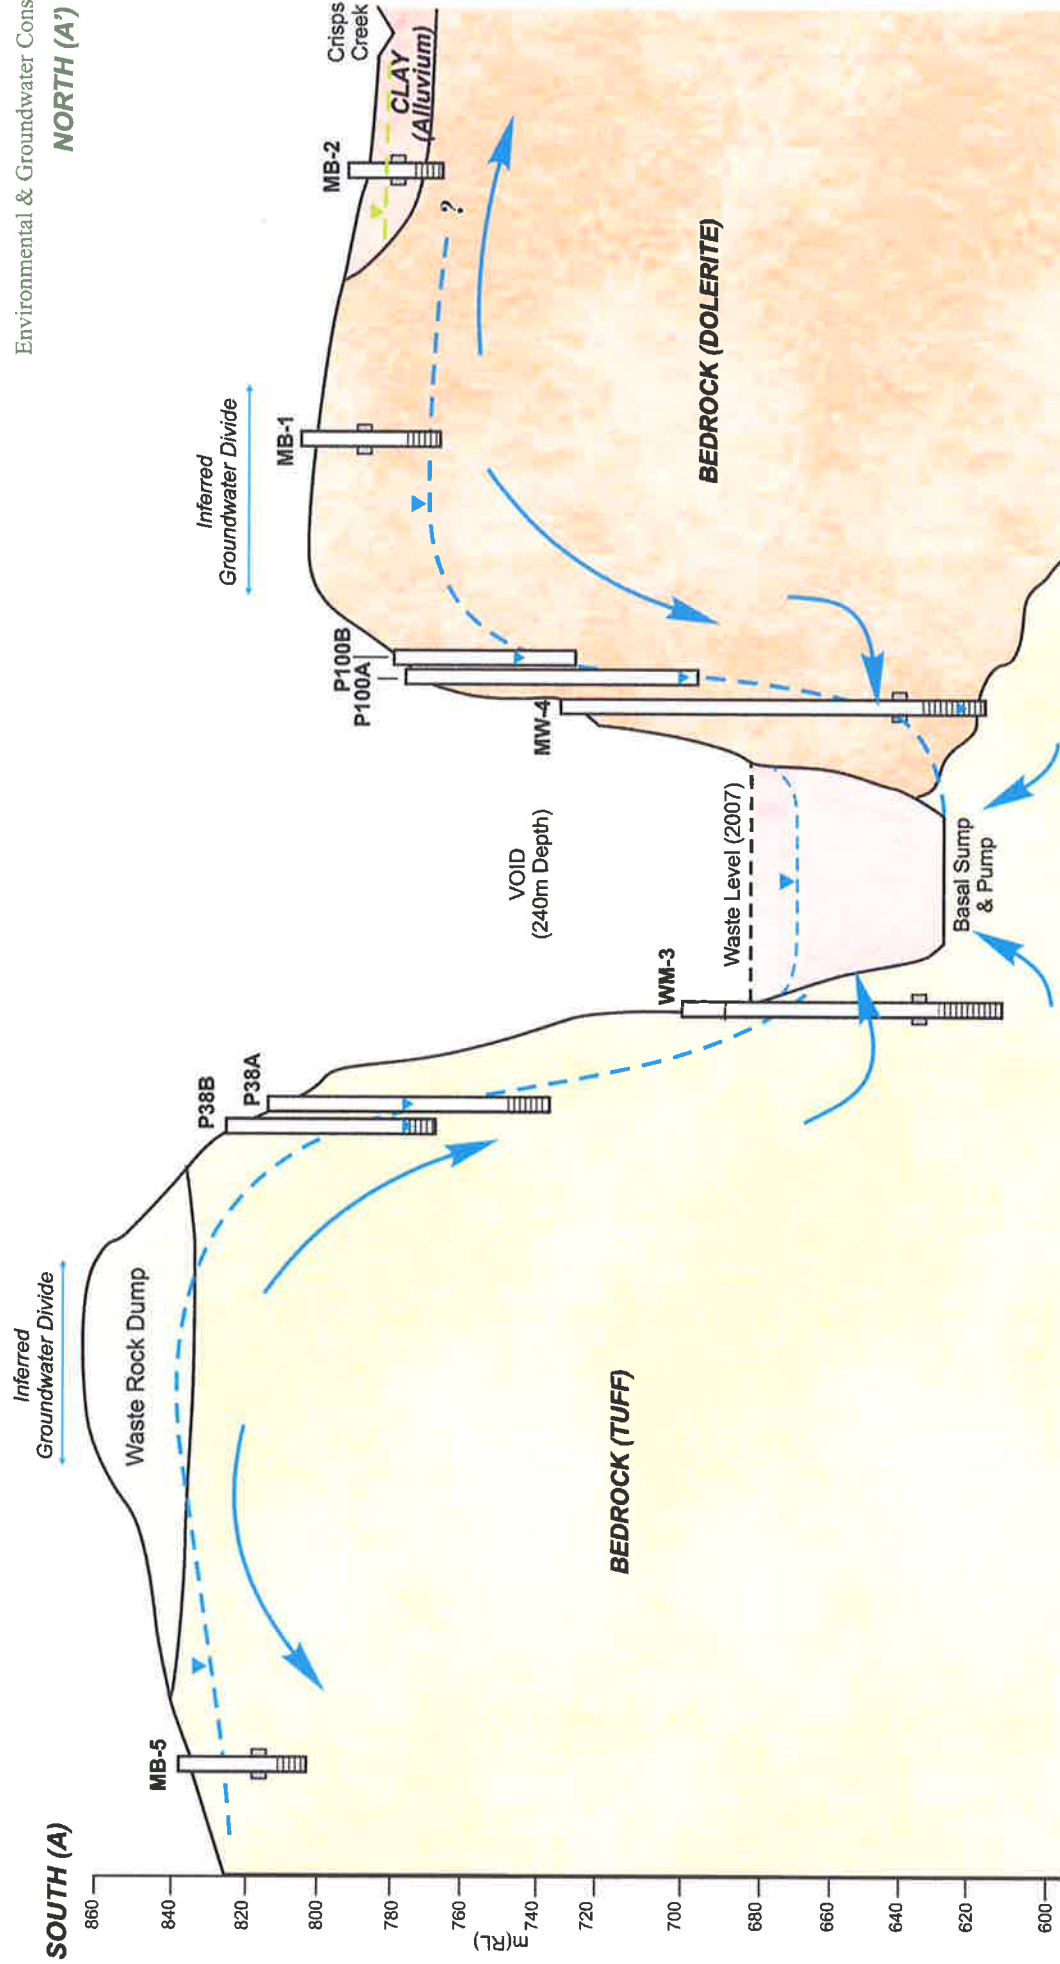 Environmental & Groundwater Cons
SOUTH (A)
NORTH (A')
Inferred
Groundwater Divide
Inferred
Groundwater Divide
Waste Rock Dump
MB-5
P38B
P38A
WM-3
VOID
(240m Depth)
Waste Level (2007)
Basal Sump
& Pump
MW-4
P100A
P100B
MB-1
MB-2
?
CLAY
(Alluvium)
Crisps
Creek
BEDROCK (TUFF)
BEDROCK (DOLERITE)
m(RL)
860
840
820
800
780
760
740
720
700
680
660
640
620
600